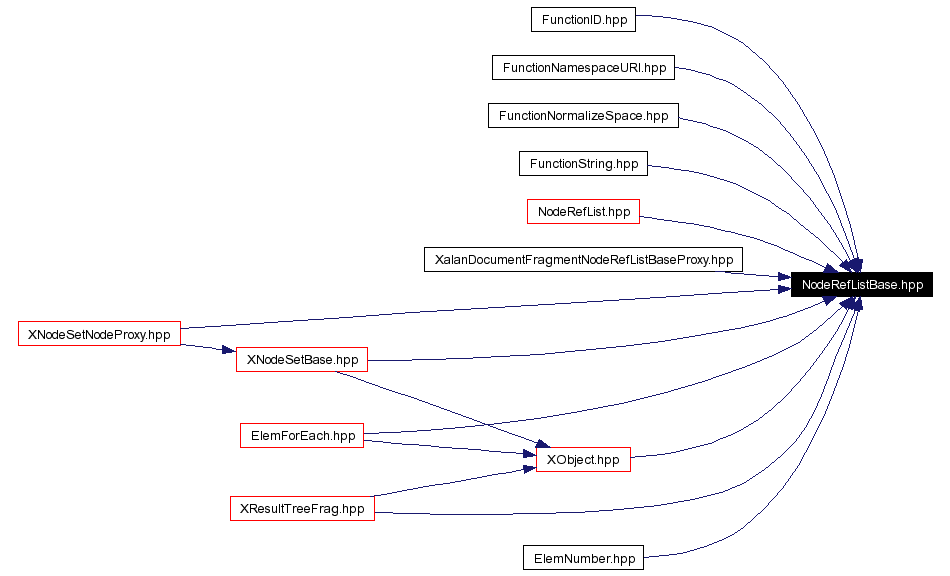 FunctionID.hpp
FunctionNamespaceURI.hpp
FunctionNormalizeSpace.hpp
FunctionString.hpp
NodeRefList.hpp
XalanDocumentFragmentNodeRefListBaseProxy.hpp
NodeRefListBase.hpp
XNodeSetNodeProxy.hpp
XNodeSetBase.hpp
ElemForEach.hpp
XObject.hpp
XResultTreeFrag.hpp
ElemNumber.hpp